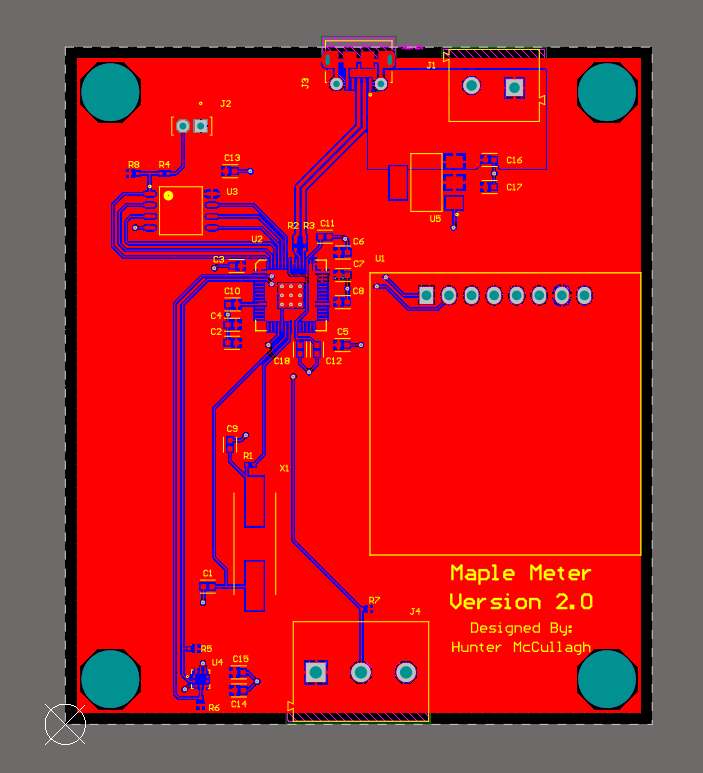 J3
J1
J2
C13
C16
R8
R4
C17
U3
U5
C11
R2
R3
U2
C6
U1
C3
C7
C10
C8
C4
C2
C5
C18
C12
C9
R1
X1
C1
Maple Meter
Version 2.0
R7
J4
Designed By:
Hunter McCullagh
R5
C15
U4
C14
R6